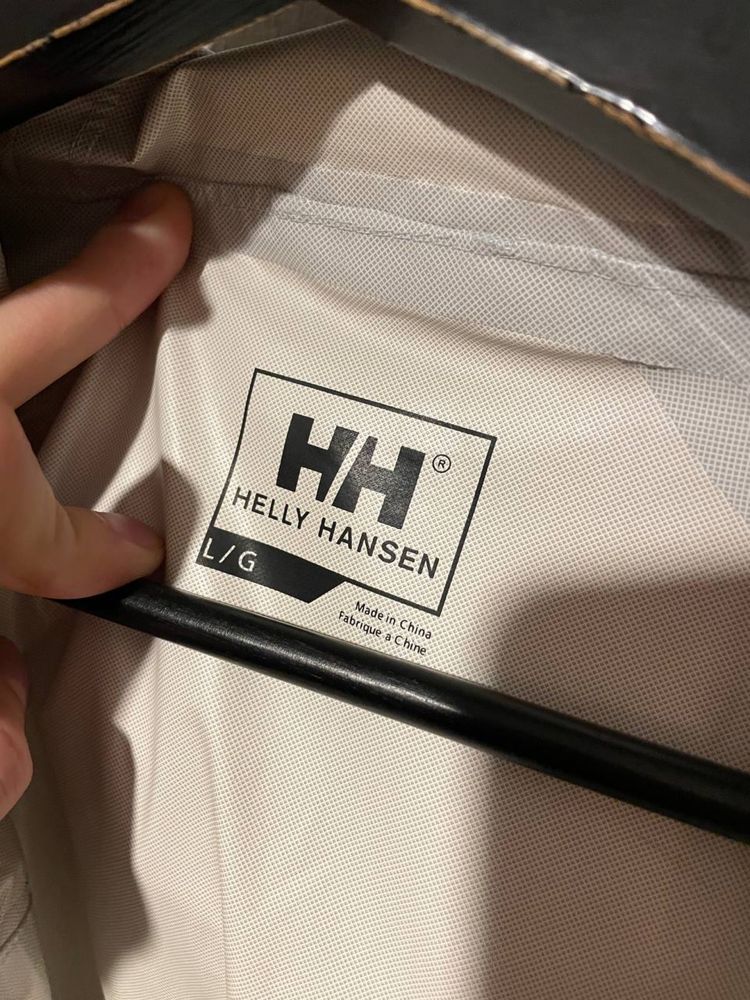 HH®
HELLY HANSEN
L/G
Made in China
Fabrique a Chine